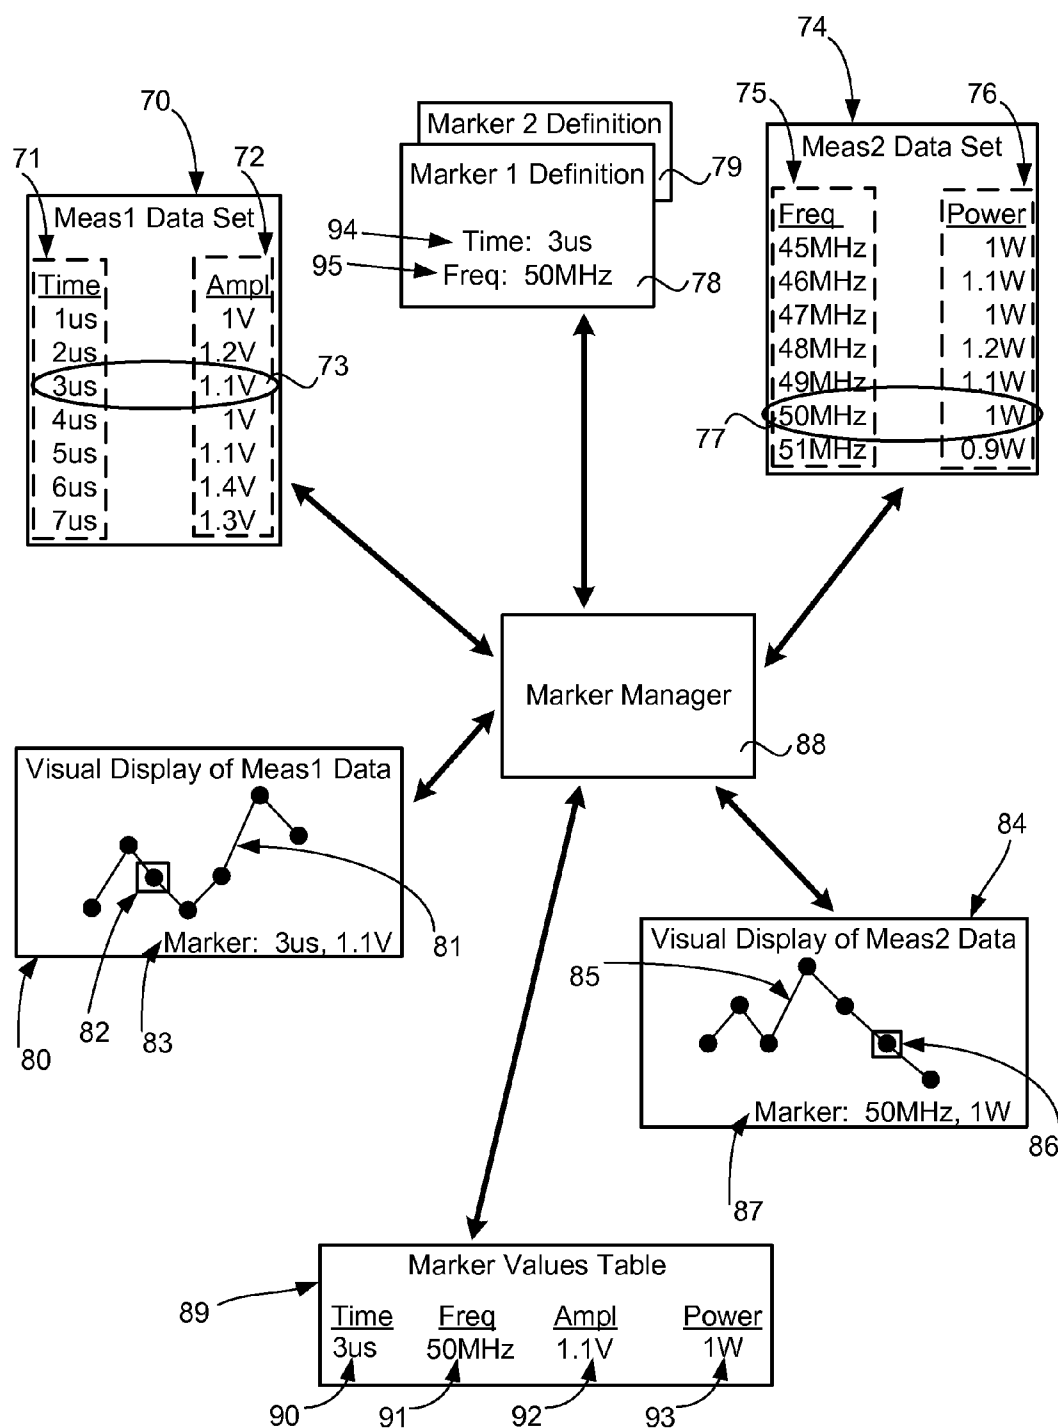 74
70
75
76
Marker 2 Definition
71
72
Meas2 Data Set
79
Marker 1 Definition
Meas1 Data Set
94
Time: 3us
95
Freq: 50MHz
78
Freq Power
45MHz 1W
46MHz 1.1W
47MHz 1W
48MHz 1.2W
49MHz 1.1W
50MHz 1W
51MHz 0.9W
77
Time Ampl
1us 1V
2us 1.2V
3us 1.1V
73
4us 1V
5us 1.1V
6us 1.4V
7us 1.3V
Marker Manager
88
Visual Display of Meas1 Data
81
Marker: 3us, 1.1V
82
83
80
84
Visual Display of Meas2 Data
85
Marker: 50MHz, 1W
86
87
Marker Values Table
89
Time Freq Ampl Power
3us 50MHz 1.1V 1W
90 91 92 93